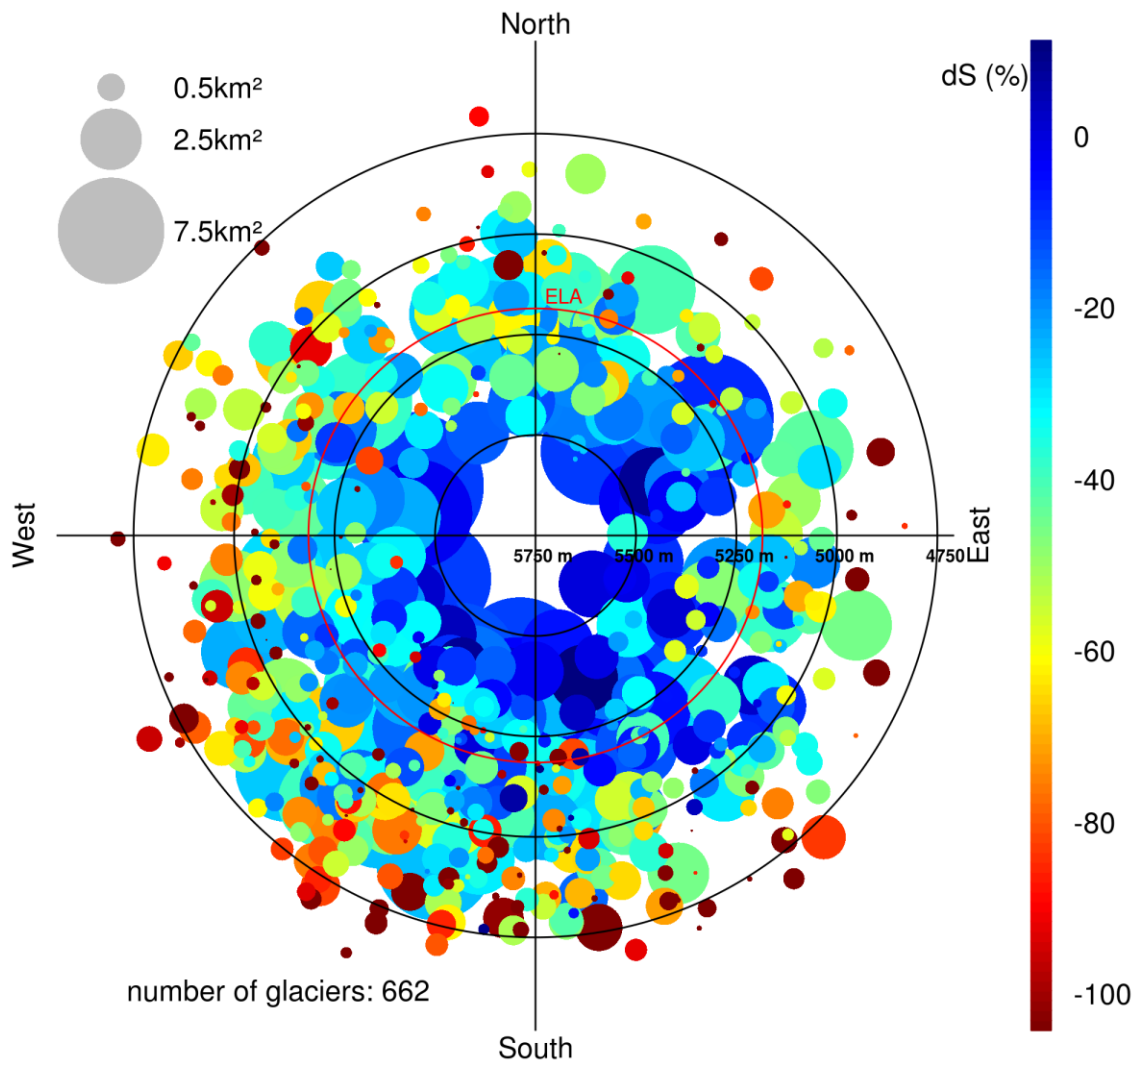 North
dS (%)
0.5km²
2.5km²
7.5km²
0
-20
-40
-60
-80
-100
ELA
West
5750 m
5500 m
5250 m
5000 m
4750
East
number of glaciers: 662
South